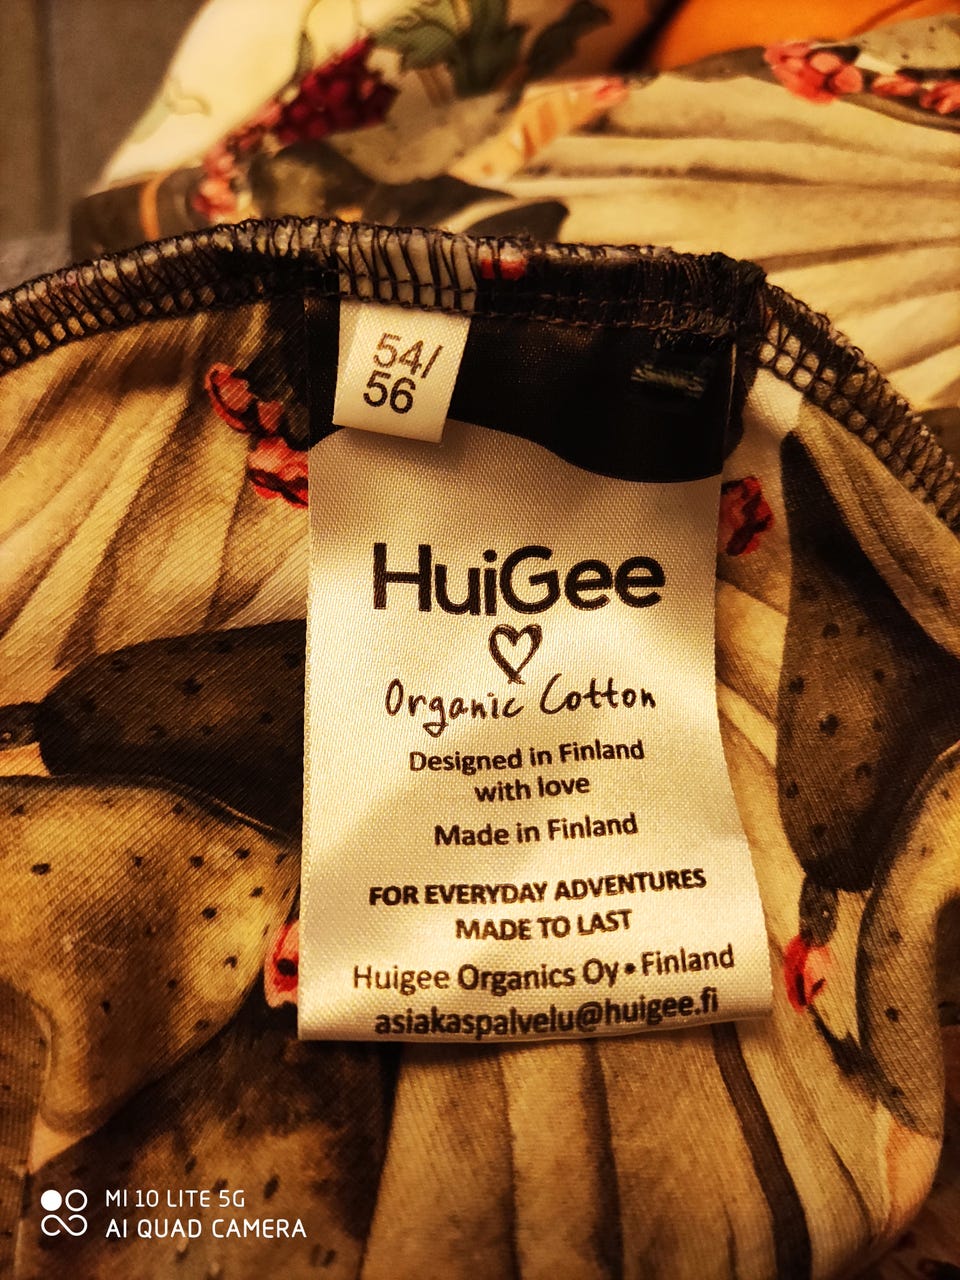 54/
56
HuiGee
Organic Cotton
Designed in Finland
with love
Made in Finland
FOR EVERYDAY ADVENTURES
MADE TO LAST
Huigee Organics Oy • Finland
asiakaspalvelu@huigee.fi
MI 10 LITE 5G
AI QUAD CAMERA